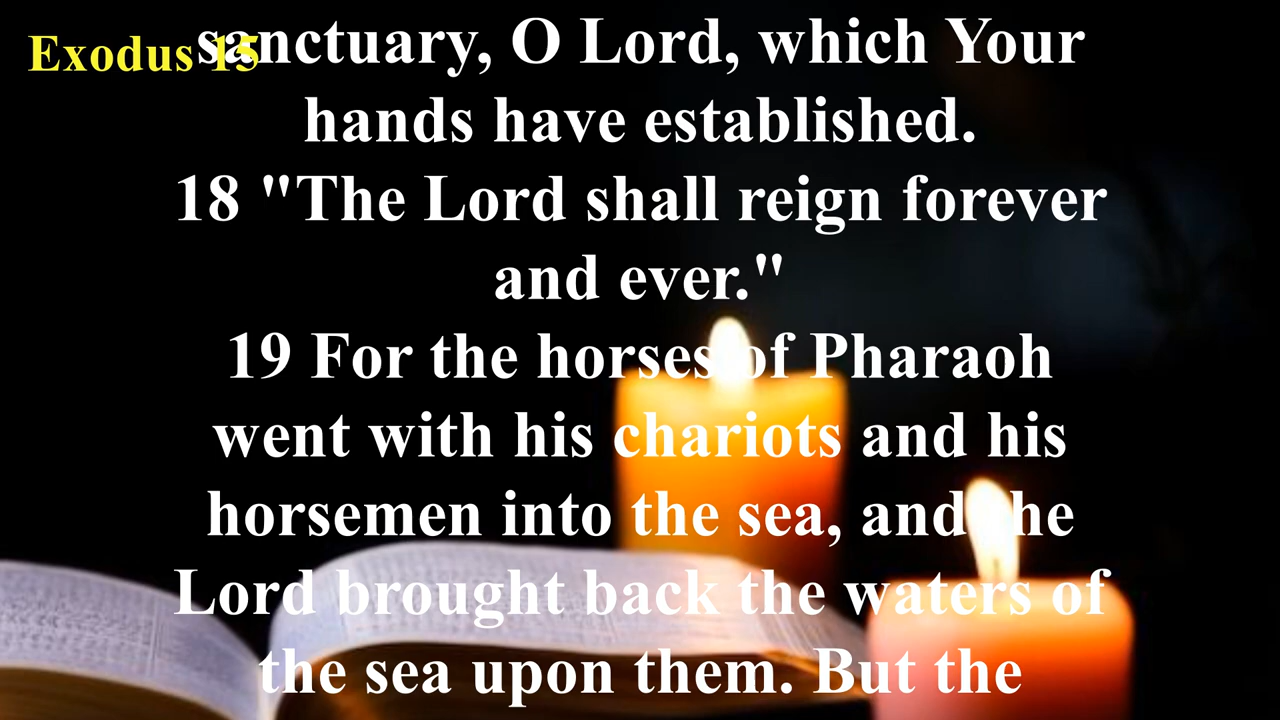 Exodus 15
sanctuary, O Lord, which Your
hands have established.
18 "The Lord shall reign forever
and ever."
19 For the horses of Pharaoh
went with his chariots and his
horsemen into the sea, and the
Lord brought back the waters of
the sea upon them. But the